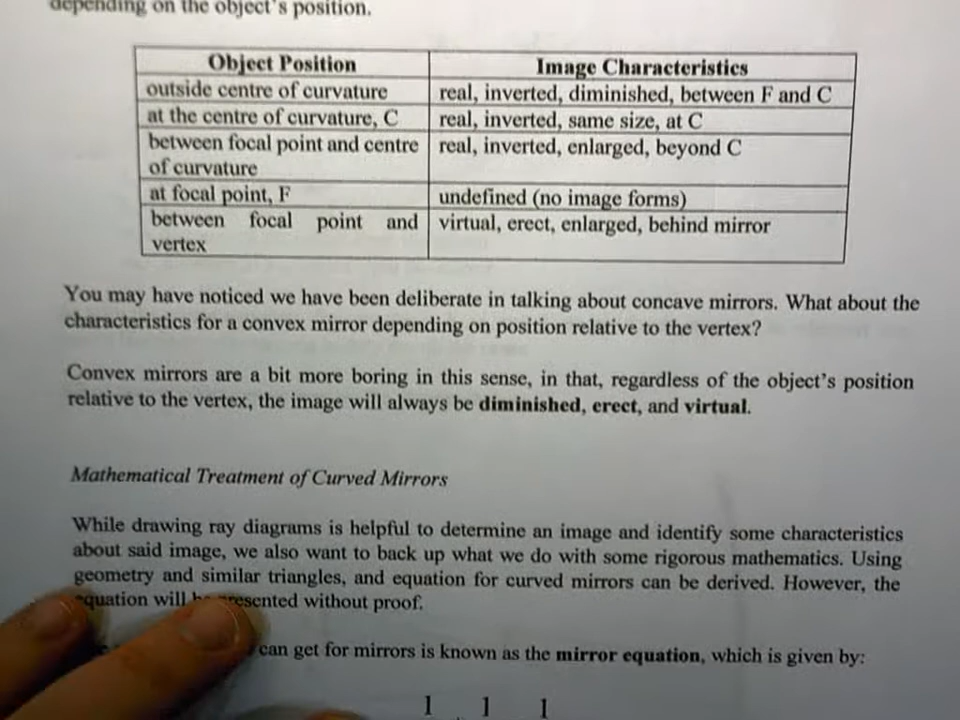 depending on the object's position.
Object Position Image Characteristics
outside centre of curvature real, inverted, diminished, between F and C
at the centre of curvature, C real, inverted, same size, at C
between focal point and centre real, inverted, enlarged, beyond C
of curvature
at focal point, F undefined (no image forms)
between focal point and virtual, erect, enlarged, behind mirror
vertex
You may have noticed we have been deliberate in talking about concave mirrors. What about the
characteristics for a convex mirror depending on position relative to the vertex?
Convex mirrors are a bit more boring in this sense, in that, regardless of the object's position
relative to the vertex, the image will always be diminished, erect, and virtual.
Mathematical Treatment of Curved Mirrors
While drawing ray diagrams is helpful to determine an image and identify some characteristics
about said image, we also want to back up what we do with some rigorous mathematics. Using
geometry and similar triangles, and equation for curved mirrors can be derived. However, the
equation will be presented without proof.
can get for mirrors is known as the mirror equation, which is given by:
1 1 1